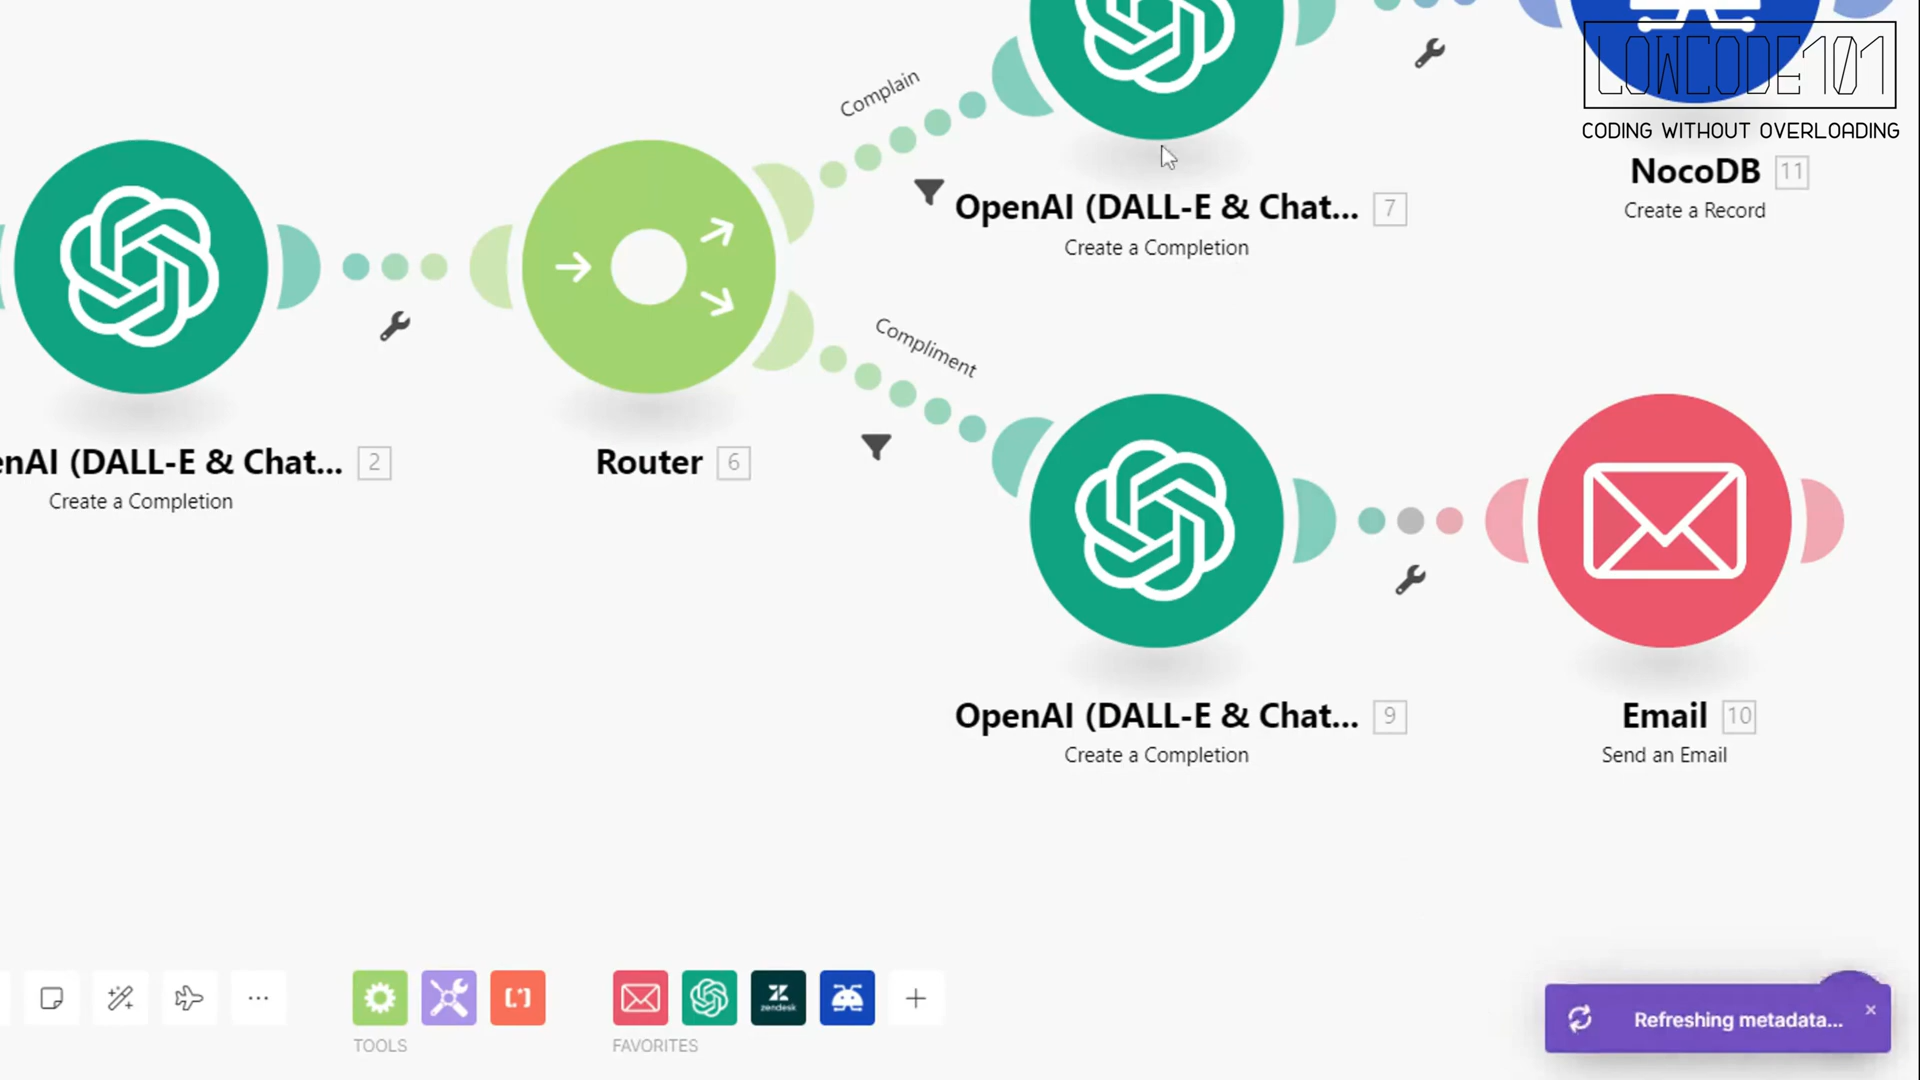 LOWCODE101
CODING WITHOUT OVERLOADING
Complain
NocoDB 11
Create a Record
OpenAI (DALL-E & Chat... 7
Create a Completion
Compliment
enAI (DALL-E & Chat... 2
Create a Completion
Router 6
OpenAI (DALL-E & Chat... 9
Create a Completion
Email 10
Send an Email
zendesk
TOOLS
FAVORITES
Refreshing metadata...